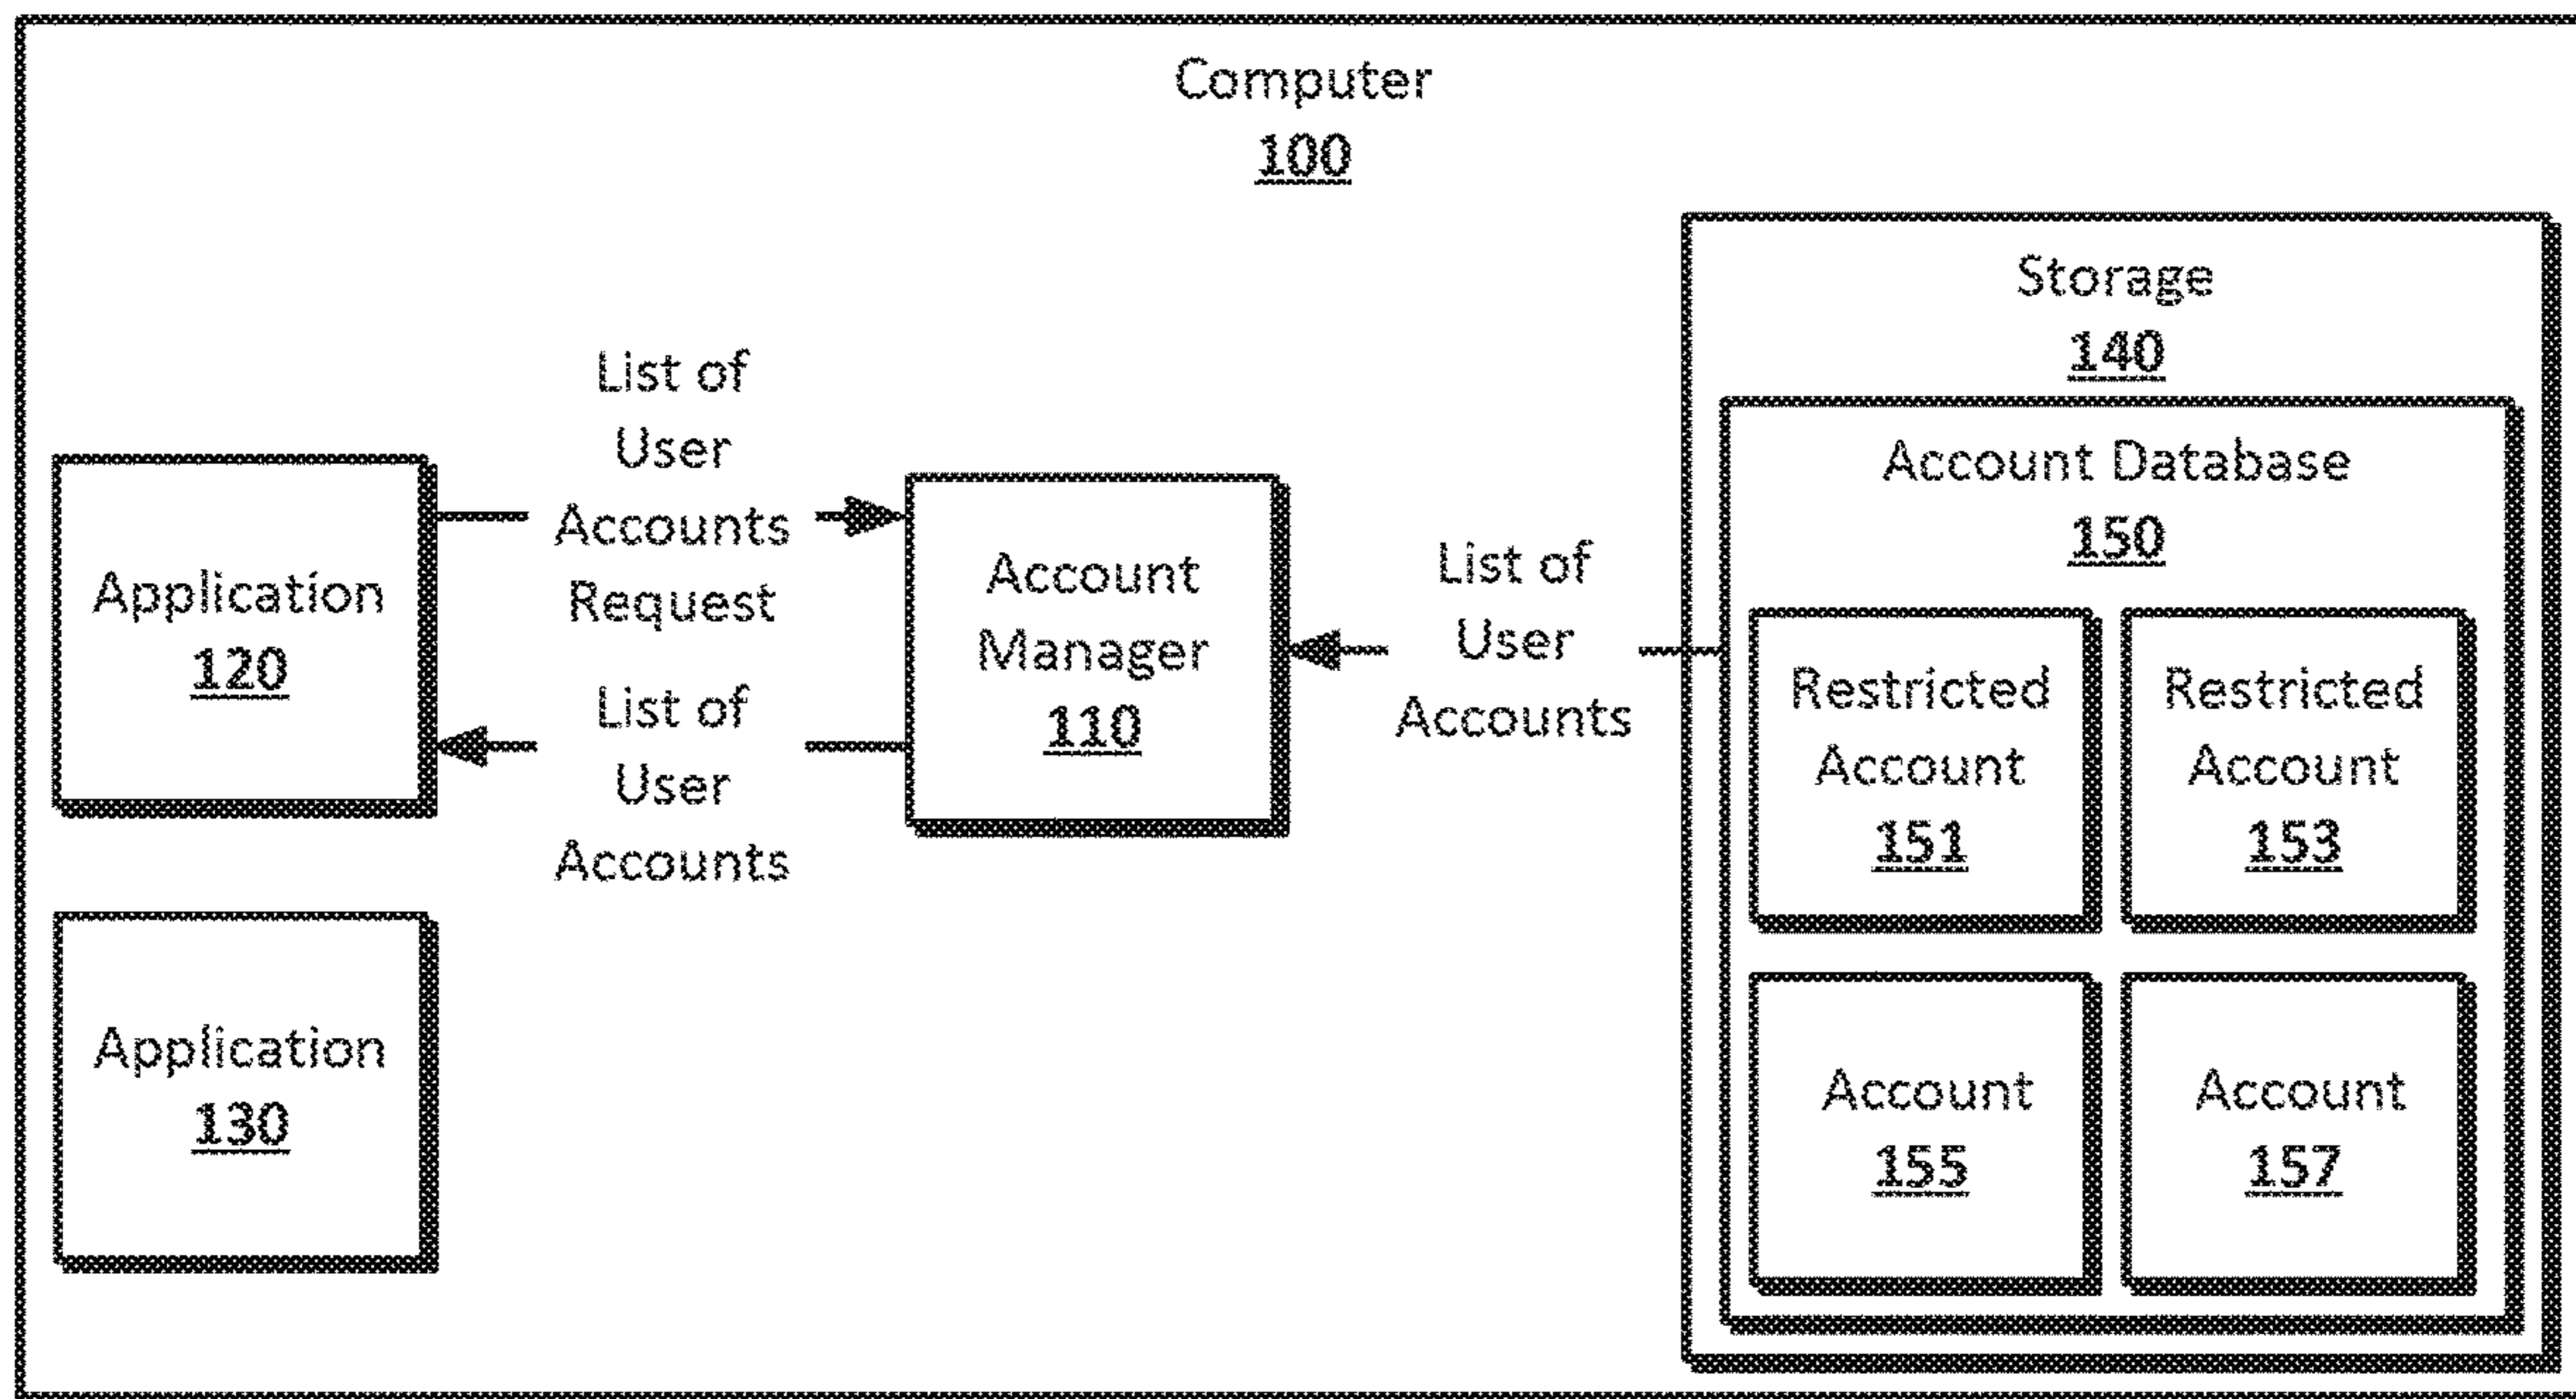 Computer
100
Storage
140
Account Database
150
Restricted
Account
151
Restricted
Account
153
Account
155
Account
157
List of
User
Accounts
Account
Manager
110
List of
User
Accounts
Request
List of
User
Accounts
Application
120
Application
130